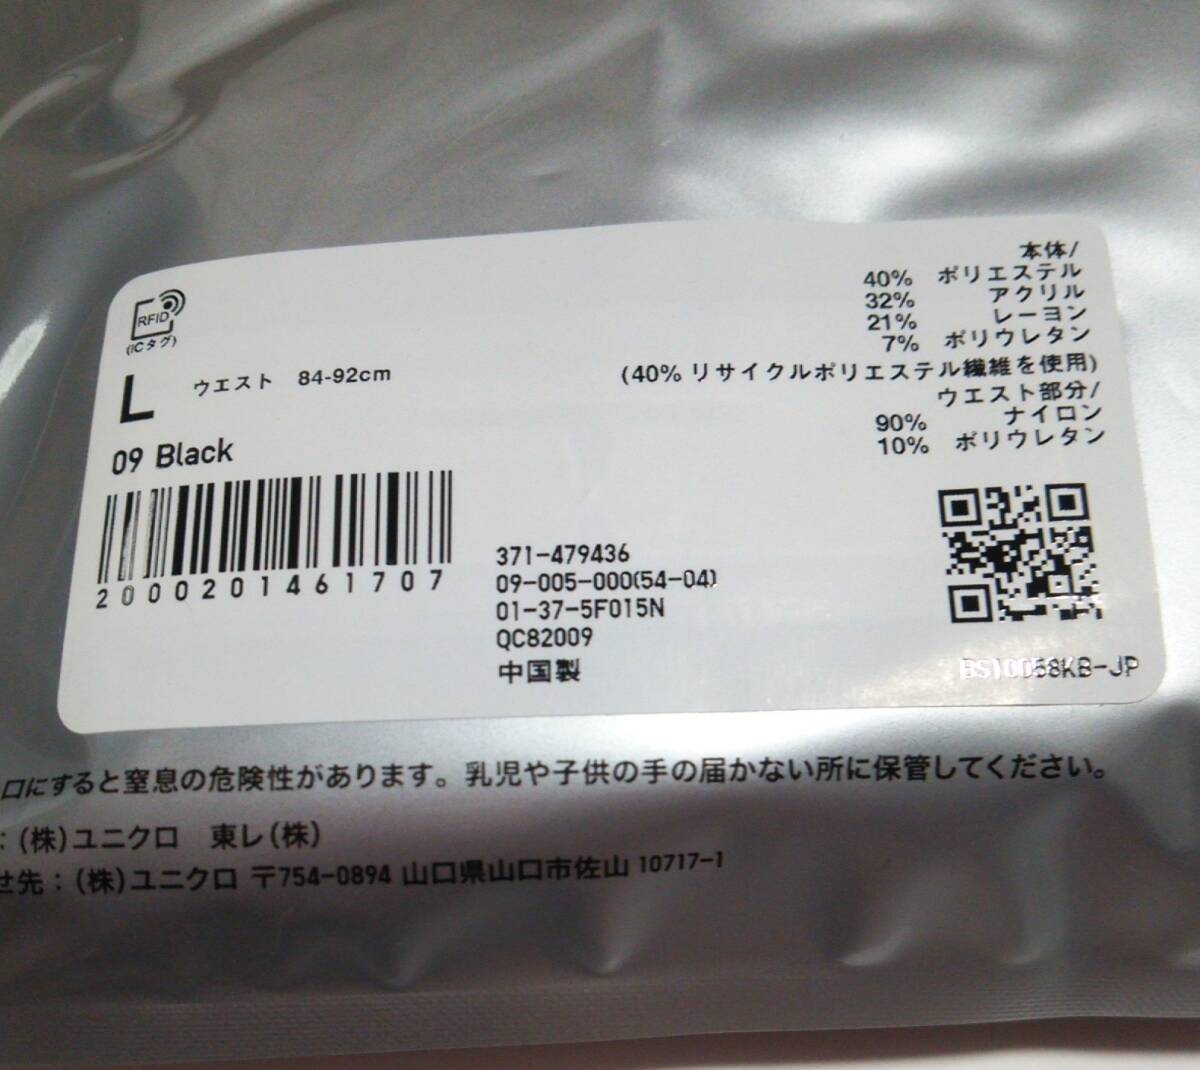 RFID
(ICタグ)
L ウエスト 84-92cm
09 Black
2000201461707
本体/
40% ポリエステル
32% アクリル
21% レーヨン
7% ポリウレタン
(40% リサイクルポリエステル繊維を使用)
ウエスト部分/
90% ナイロン
10% ポリウレタン
371-479436
09-005-000(54-04)
01-37-5F015N
QC82009
中国製
58KB-JP
口にすると窒息の危険性があります。乳児や子供の手の届かない所に保管してください。
:(株)ユニクロ 東レ(株)
せ先:(株)ユニクロ 〒754-0894 山口県山口市佐山 10717-1